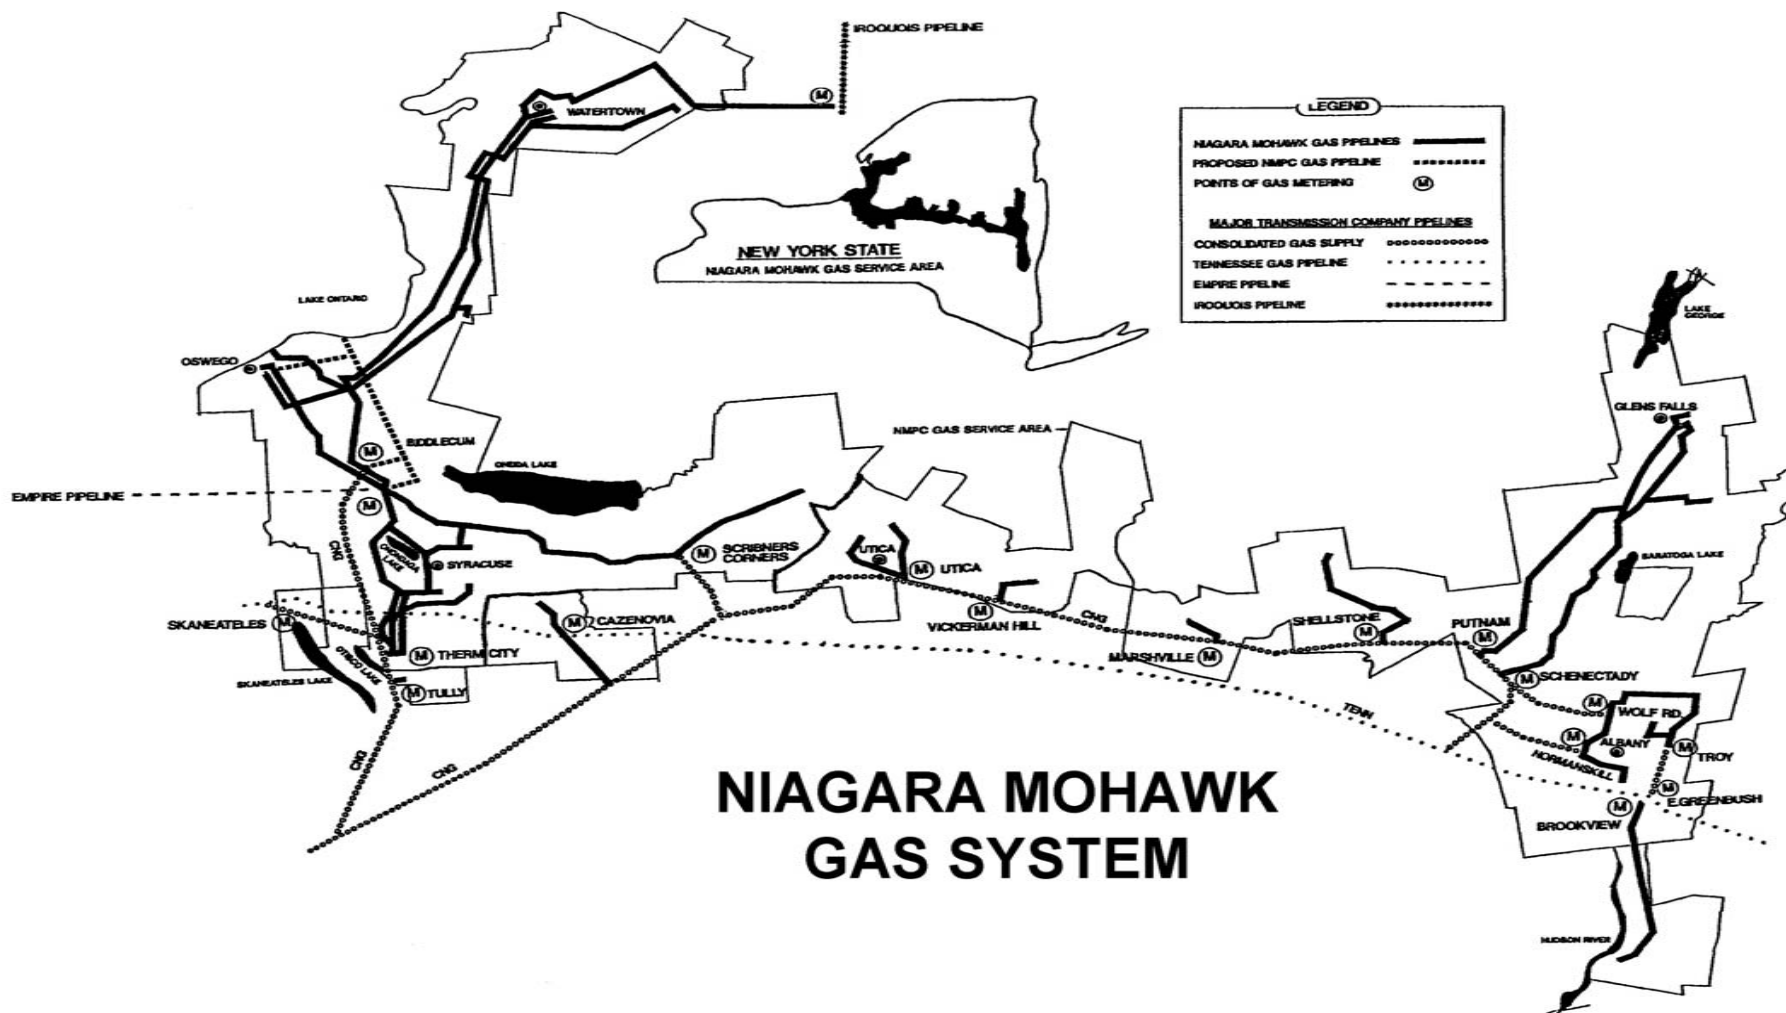 IROQUOIS PIPELINE
M
WATERTOWN
LEGEND
NIAGARA MOHAWK GAS PIPELINES
PROPOSED NMPC GAS PIPELINE
POINTS OF GAS METERING M
MAJOR TRANSMISSION COMPANY PIPELINES
CONSOLIDATED GAS SUPPLY
TENNESSEE GAS PIPELINE
EMPIRE PIPELINE
IROQUOIS PIPELINE
NEW YORK STATE
NIAGARA MOHAWK GAS SERVICE AREA
LAKE ONTARIO
LAKE
GEORGE
OSWEGO
GLENS FALLS
NMPC GAS SERVICE AREA
BIDDLECUM
M
ONEIDA LAKE
EMPIRE PIPELINE
M
CNG
ONONDAGA
LAKE
SYRACUSE
M SCRIBNERS
CORNERS
UTICA
M UTICA
SARATOGA LAKE
SKANEATELES M
M CAZENOVIA
M
VICKERMAN HILL
CNG
SHELLSTONE
M
PUTNAM
M
MARSHVILLE M
OTISCO LAKE
M THERM CITY
SKANEATELES LAKE
M TULLY
M SCHENECTADY
M
WOLF RD.
TENN
M
ALBANY
NORMANSKILL
M
TROY
CNG
CNG
M
E.GREENBUSH
M
BROOKVIEW
NIAGARA MOHAWK
GAS SYSTEM
HUDSON RIVER